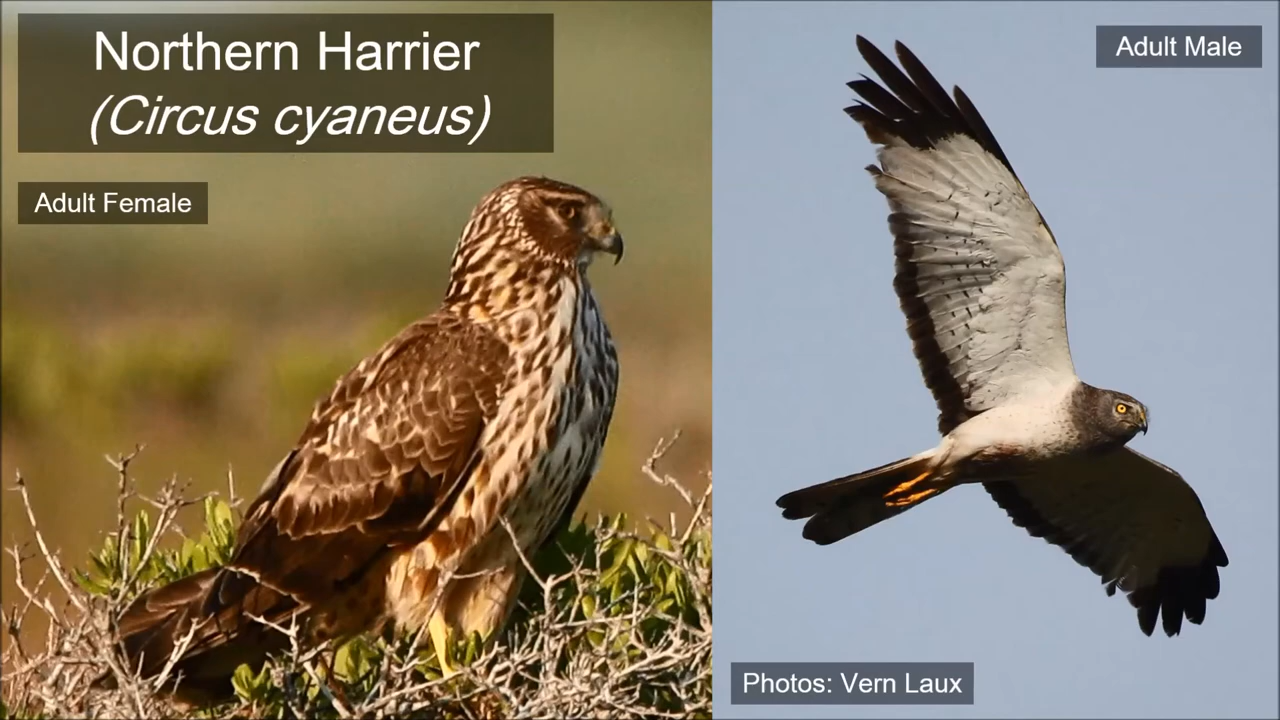 Northern Harrier
(Circus cyaneus)
Adult Female
Adult Male
Photos: Vern Laux